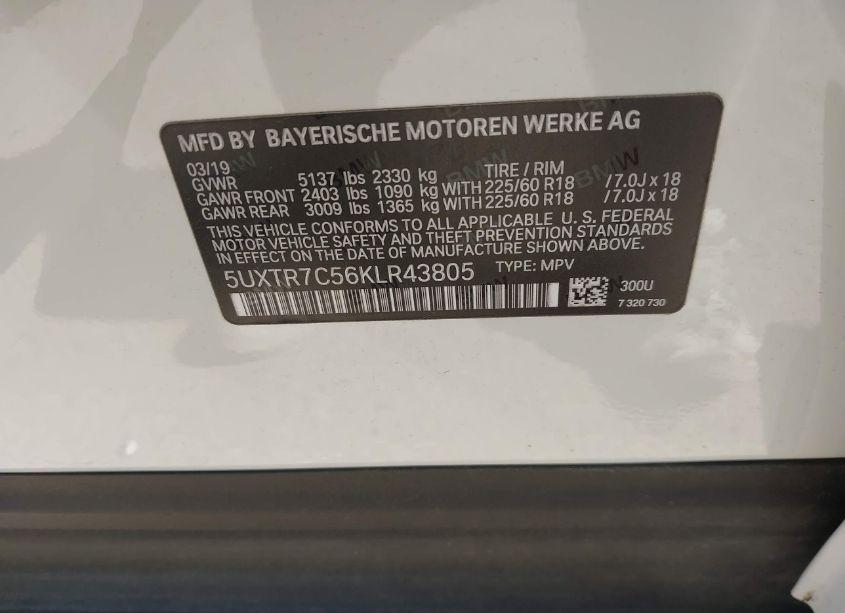 MFD BY BAYERISCHE MOTOREN WERKE AG
03/19
GVWR 5137 lbs 2330 kg TIRE / RIM
GAWR FRONT 2403 lbs 1090 kg WITH 225/60 R18 /7.0J x 18
GAWR REAR 3009 lbs 1365 kg WITH 225/60 R18 /7.0J x 18
THIS VEHICLE CONFORMS TO ALL APPLICABLE U.S. FEDERAL
MOTOR VEHICLE SAFETY AND THEFT PREVENTION STANDARDS
IN EFFECT ON THE DATE OF MANUFACTURE SHOWN ABOVE.
5UXTR7C56KLR43805 TYPE: MPV
300U
7 320 730